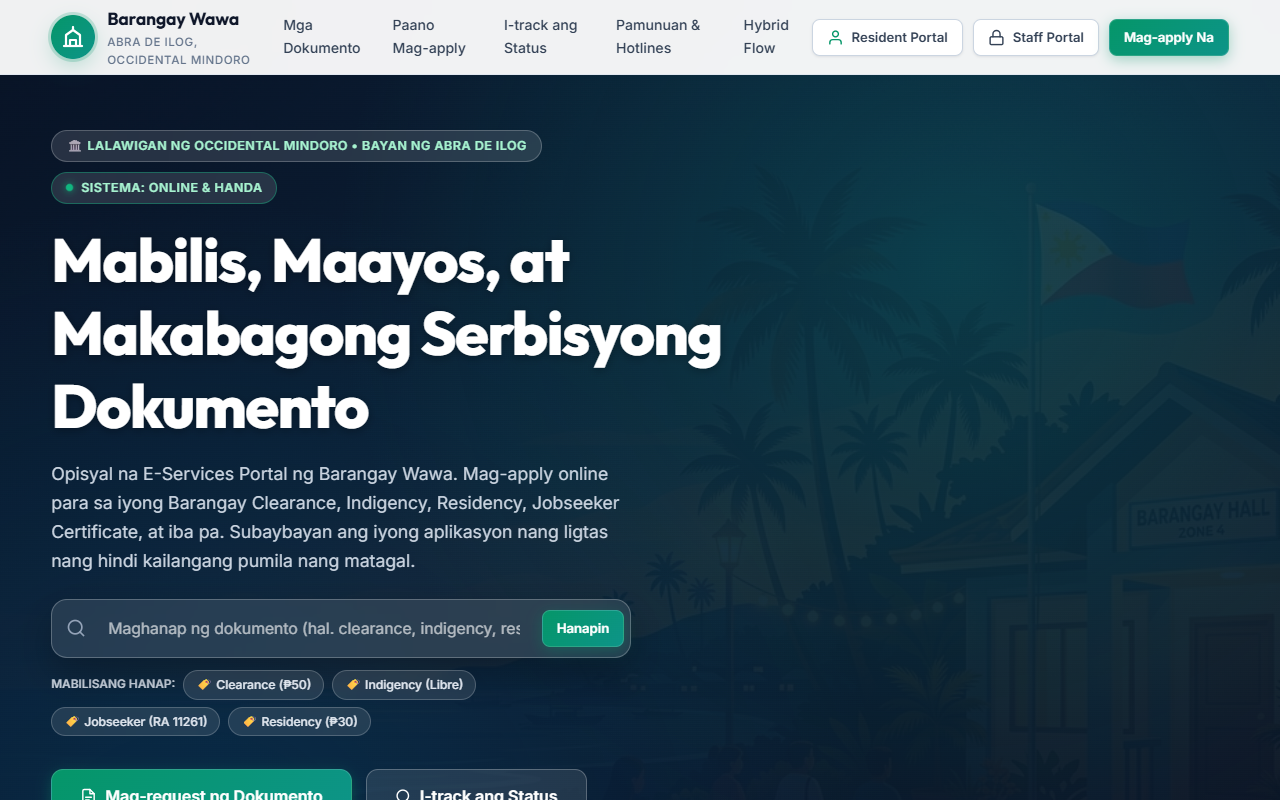 Barangay Wawa
ABRA DE ILOG,
OCCIDENTAL MINDORO
Mga
Dokumento
Paano
Mag-apply
I-track ang
Status
Pamunuan &
Hotlines
Hybrid
Flow
Resident Portal
Staff Portal
Mag-apply Na
LALAWIGAN NG OCCIDENTAL MINDORO • BAYAN NG ABRA DE ILOG
SISTEMA: ONLINE & HANDA
Mabilis, Maayos, at
Makabagong Serbisyong
Dokumento
Opisyal na E-Services Portal ng Barangay Wawa. Mag-apply online
para sa iyong Barangay Clearance, Indigency, Residency, Jobseeker
Certificate, at iba pa. Subaybayan ang iyong aplikasyon nang ligtas
nang hindi kailangang pumila nang matagal.
Maghanap ng dokumento (hal. clearance, indigency, res
Hanapin
MABILISANG HANAP:
Clearance (₱50)
Indigency (Libre)
Jobseeker (RA 11261)
Residency (₱30)
Mag-request ng Dokumento
I-track ang Status
BARANGAY HALL
ZONE 4